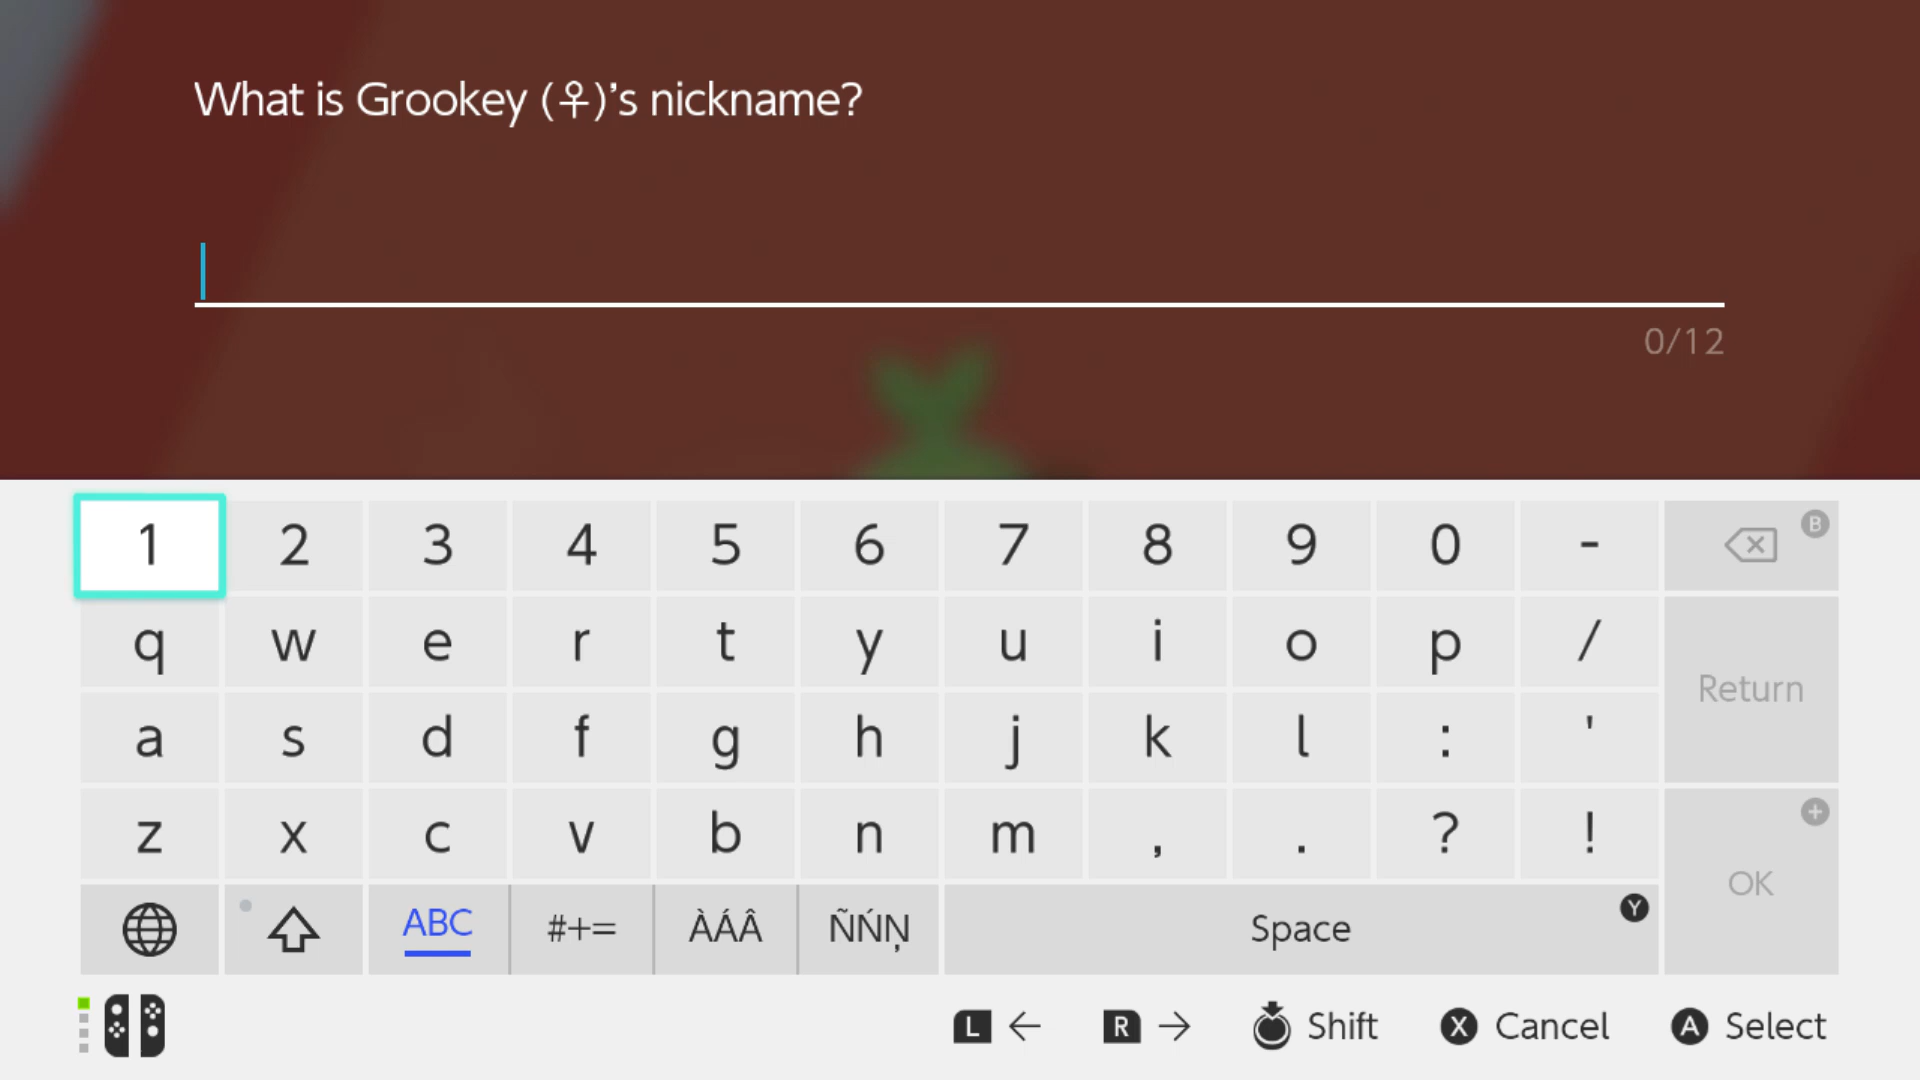 What is Grookey (♀)’s nickname?
0/12
1 2 3 4 5 6 7 8 9 0 - B
q w e r t y u i o p /
Return
a s d f g h j k l : '
z x c v b n m , . ? ! +
OK
ABC #+= ÀÁÂ ÑŃŅ Space Y
L ← R → Shift X Cancel A Select